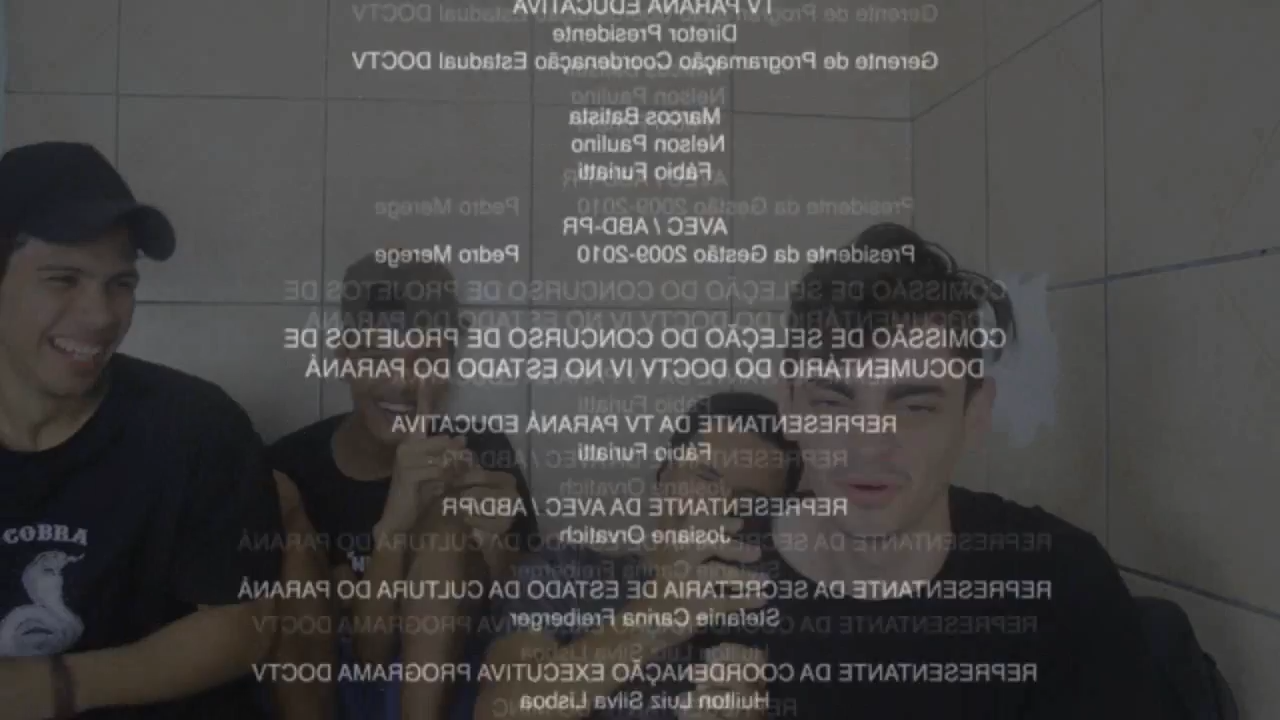 TV PARANÁ EDUCATIVA
Diretor Presidente
Gerente de Programação Coordenação Estadual DOCTV
Marcos Batista
Nelson Paulino
Fábio Furiatti
AVEC / ABD-PR
Presidente da Gestão 2009-2010 Pedro Merege
COMISSÃO DE SELEÇÃO DO CONCURSO DE PROJETOS DE
DOCUMENTÁRIO DO DOCTV IV NO ESTADO DO PARANÁ
REPRESENTANTE DA TV PARANÁ EDUCATIVA
Fábio Furiatti
REPRESENTANTE DA AVEC / ABD/PR
Josiane Orvatich
REPRESENTANTE DA SECRETARIA DE ESTADO DA CULTURA DO PARANÁ
Stefanie Carina Freiberger
REPRESENTANTE DA COORDENAÇÃO EXECUTIVA PROGRAMA DOCTV
Huilton Luiz Silva Lisboa
COBRA